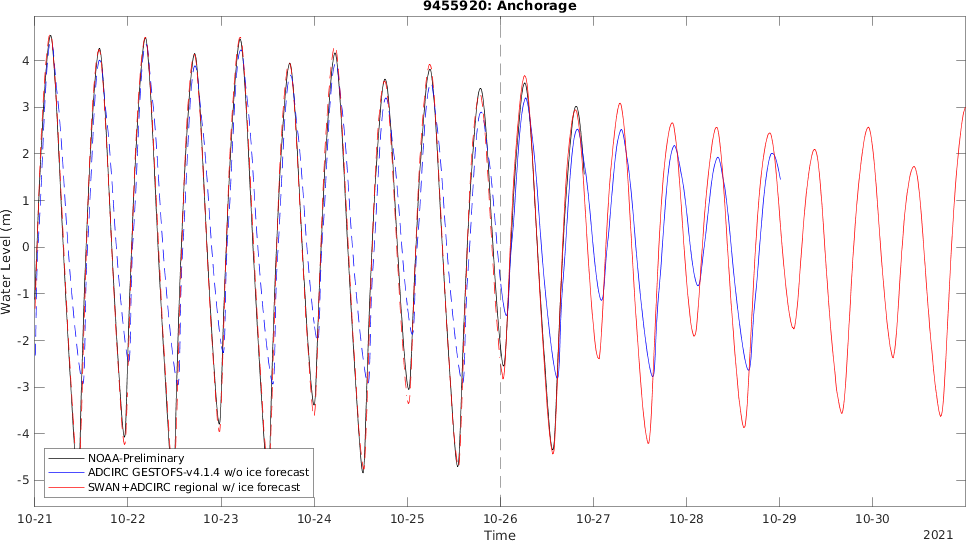 9455920: Anchorage
4
3
2
1
0
-1
-2
-3
-4
-5
Water Level (m)
NOAA-Preliminary
ADCIRC GESTOFS-v4.1.4 w/o ice forecast
SWAN+ADCIRC regional w/ ice forecast
10-21 10-22 10-23 10-24 10-25 10-26 10-27 10-28 10-29 10-30
Time
2021